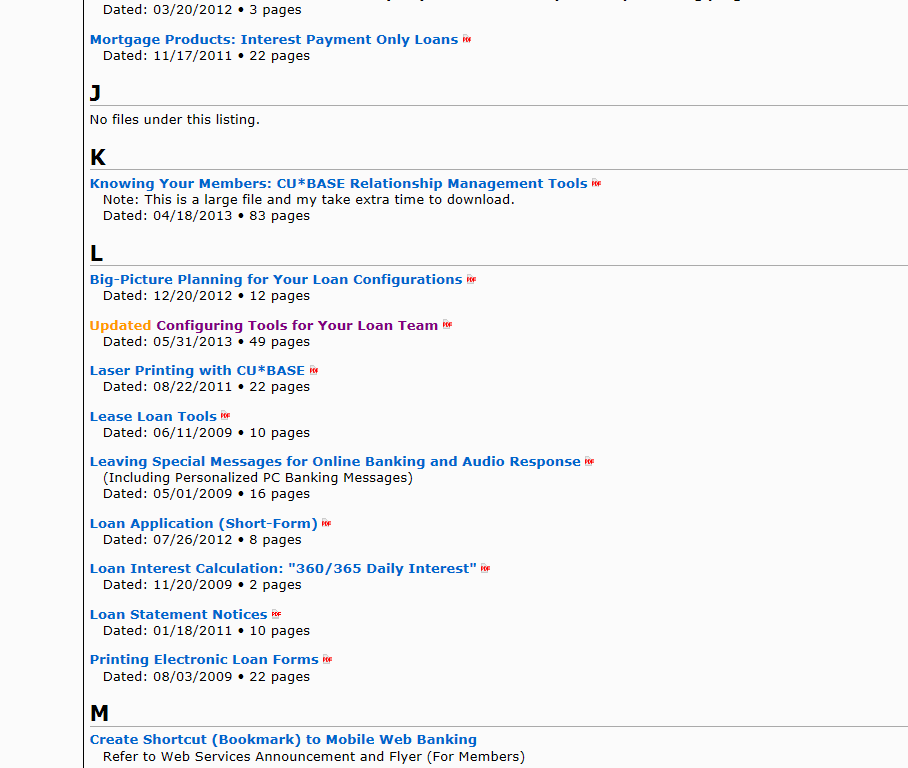 Dated: 03/20/2012 • 3 pages
Mortgage Products: Interest Payment Only Loans
Dated: 11/17/2011 • 22 pages
J
No files under this listing.
K
Knowing Your Members: CU*BASE Relationship Management Tools
Note: This is a large file and my take extra time to download.
Dated: 04/18/2013 • 83 pages
L
Big-Picture Planning for Your Loan Configurations
Dated: 12/20/2012 • 12 pages
Updated Configuring Tools for Your Loan Team
Dated: 05/31/2013 • 49 pages
Laser Printing with CU*BASE
Dated: 08/22/2011 • 22 pages
Lease Loan Tools
Dated: 06/11/2009 • 10 pages
Leaving Special Messages for Online Banking and Audio Response
(Including Personalized PC Banking Messages)
Dated: 05/01/2009 • 16 pages
Loan Application (Short-Form)
Dated: 07/26/2012 • 8 pages
Loan Interest Calculation: "360/365 Daily Interest"
Dated: 11/20/2009 • 2 pages
Loan Statement Notices
Dated: 01/18/2011 • 10 pages
Printing Electronic Loan Forms
Dated: 08/03/2009 • 22 pages
M
Create Shortcut (Bookmark) to Mobile Web Banking
Refer to Web Services Announcement and Flyer (For Members)